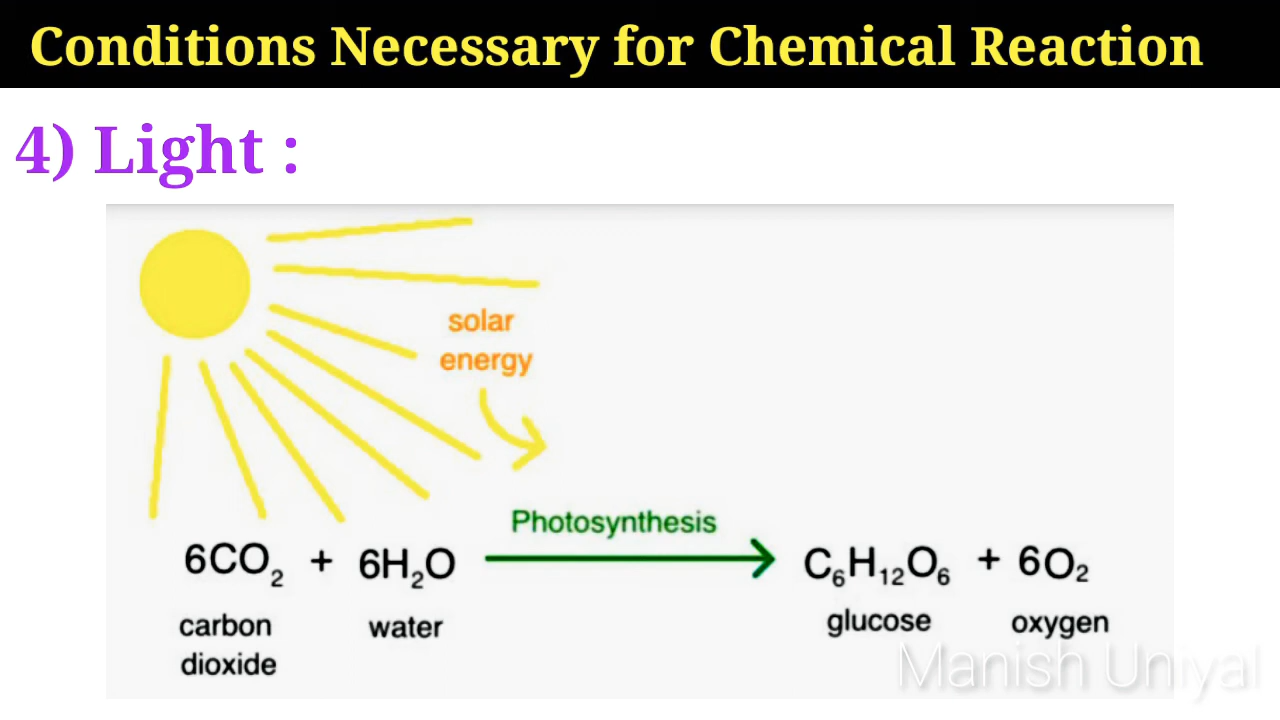 Conditions Necessary for Chemical Reaction
4) Light :
solar
energy
Photosynthesis
6CO₂ + 6H₂O → C₆H₁₂O₆ + 6O₂
carbon dioxide
water
glucose
oxygen
Manish Uniyal